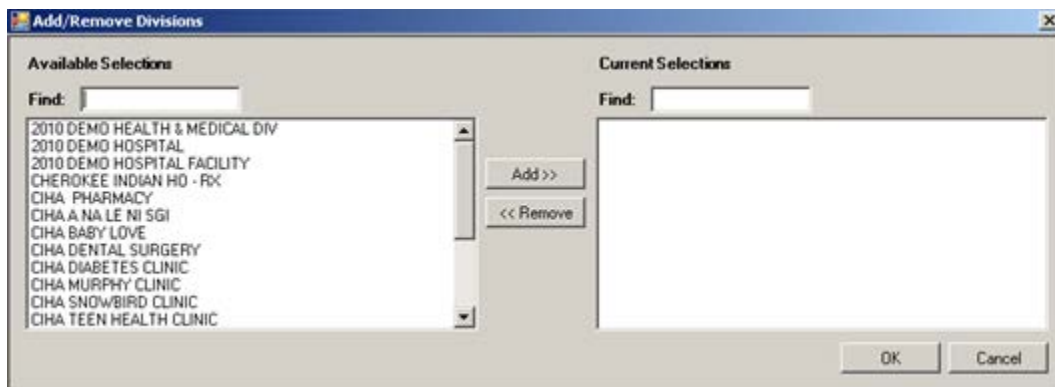 Add/Remove Divisions
Available Selections
Find:
2010 DEMO HEALTH & MEDICAL DIV
2010 DEMO HOSPITAL
2010 DEMO HOSPITAL FACILITY
CHEROKEE INDIAN HO - RX
CIHA  PHARMACY
CIHA A NA LE NI SGI
CIHA BABY LOVE
CIHA DENTAL SURGERY
CIHA DIABETES CLINIC
CIHA MURPHY CLINIC
CIHA SNOWBIRD CLINIC
CIHA TEEN HEALTH CLINIC
Add >>
<< Remove
Current Selections
Find:
OK
Cancel